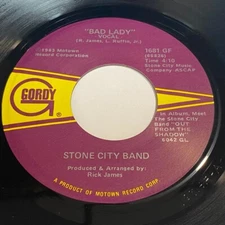 "BAD LADY"
VOCAL
(R. James, L. Ruffin, Jr.)
1983 Motown
Record Corporation
1681 GF
Time 4:10
Stone City Music
Company ASCAP
G
GORDY
In Album, Meet
The Stone City
Band "OUT
FROM THE
SHADOW"
6042 GL
STONE CITY BAND
Produced & Arranged by:
Rick James
A PRODUCT OF MOTOWN RECORD CORP.